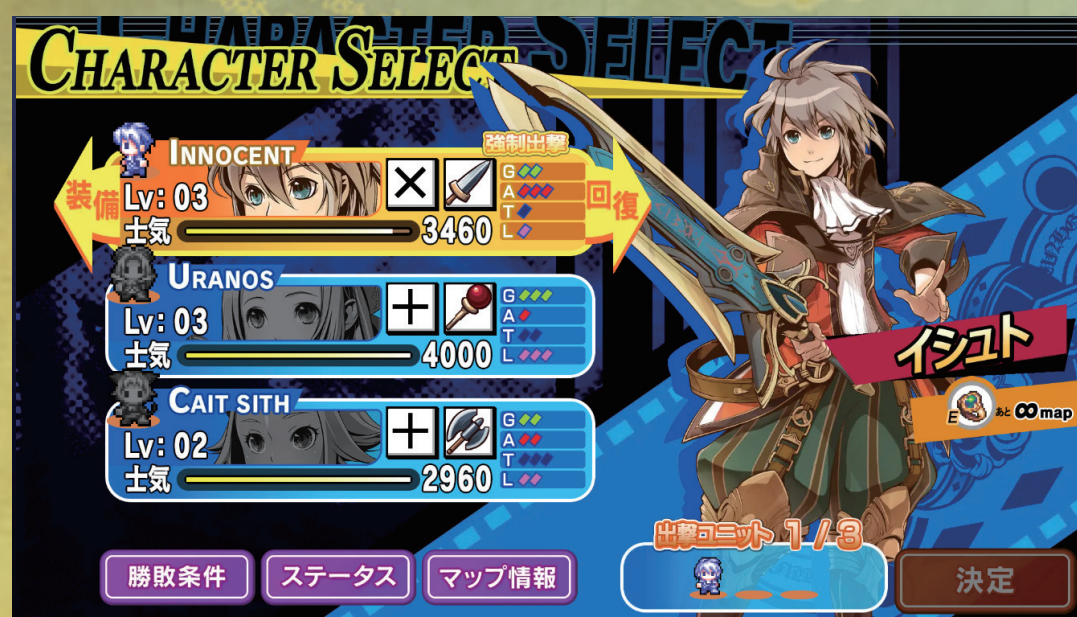 CHARACTER SELECT
CHARACTER SELECT
INNOCENT
強制出撃
装備
Lv: 03
士気
3460
G
A
T
L
回復
URANOS
Lv: 03
士気
4000
G
A
T
L
CAIT SITH
Lv: 02
士気
2960
G
A
T
L
イシュト
E
あと ∞ map
出撃ユニット 1/3
勝敗条件
ステータス
マップ情報
決定